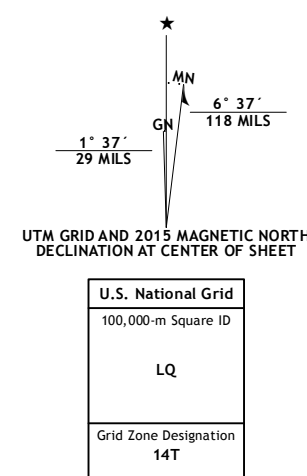 ★
MN
GN
6° 37´
118 MILS
1° 37´
29 MILS
UTM GRID AND 2015 MAGNETIC NORTH
DECLINATION AT CENTER OF SHEET
U.S. National Grid
100,000-m Square ID
LQ
Grid Zone Designation
14T